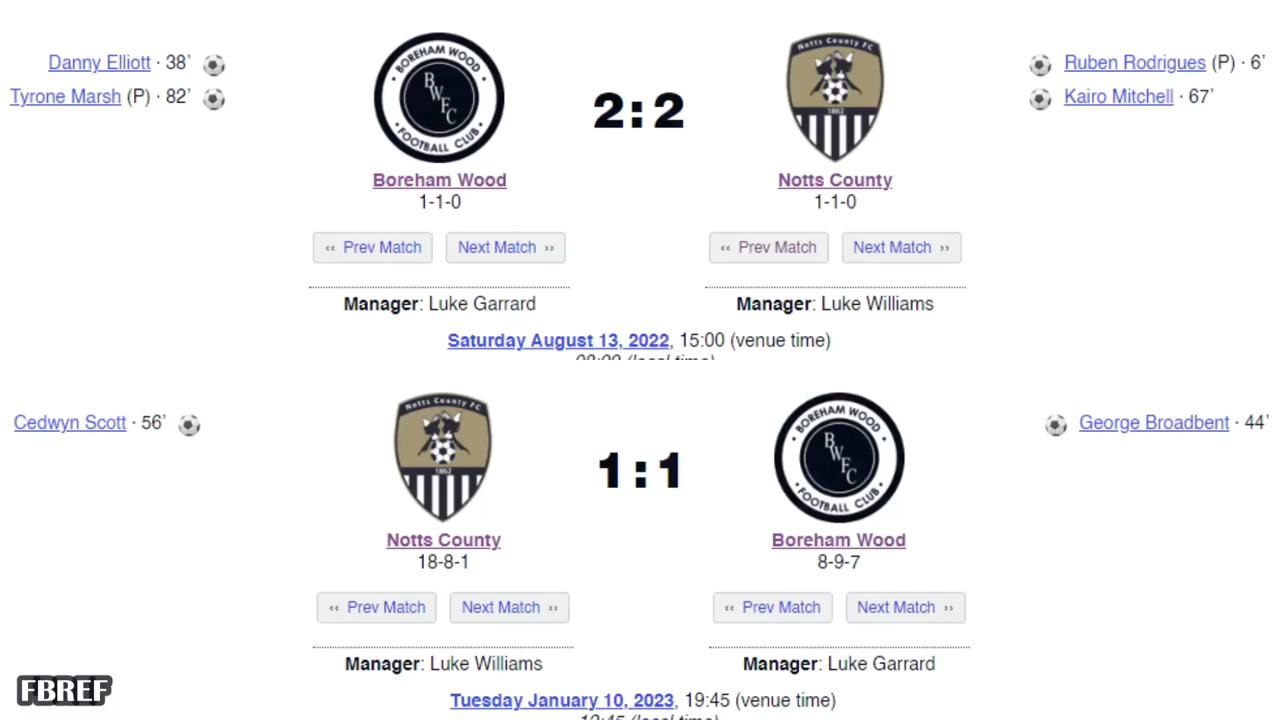 Danny Elliott · 38’
Tyrone Marsh (P) · 82’
BOREHAM WOOD
BWFC
FOOTBALL CLUB
2:2
Notts County FC
1862
Ruben Rodrigues (P) · 6’
Kairo Mitchell · 67’
Boreham Wood
1-1-0
Notts County
1-1-0
‹‹ Prev Match
Next Match ››
‹‹ Prev Match
Next Match ››
Manager: Luke Garrard
Manager: Luke Williams
Saturday August 13, 2022, 15:00 (venue time)
Cedwyn Scott · 56’
Notts County FC
1862
1:1
BOREHAM WOOD
BWFC
FOOTBALL CLUB
George Broadbent · 44’
Notts County
18-8-1
Boreham Wood
8-9-7
‹‹ Prev Match
Next Match ››
‹‹ Prev Match
Next Match ››
Manager: Luke Williams
Manager: Luke Garrard
FBREF
Tuesday January 10, 2023, 19:45 (venue time)